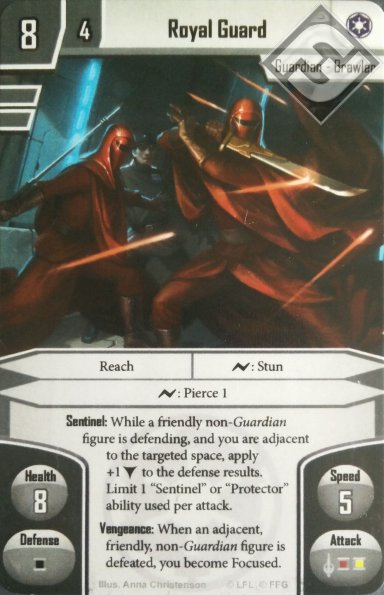 8
4
Royal Guard
Guardian - Brawler
Reach
: Stun
: Pierce 1
Sentinel: While a friendly non-Guardian
figure is defending, and you are adjacent
to the targeted space, apply
+1 to the defense results.
Limit 1 “Sentinel” or “Protector”
ability used per attack.
Vengeance: When an adjacent,
friendly, non-Guardian figure is
defeated, you become Focused.
Health
8
Defense
Speed
5
Attack
Illus. Anna Christenson © LFL © FFG